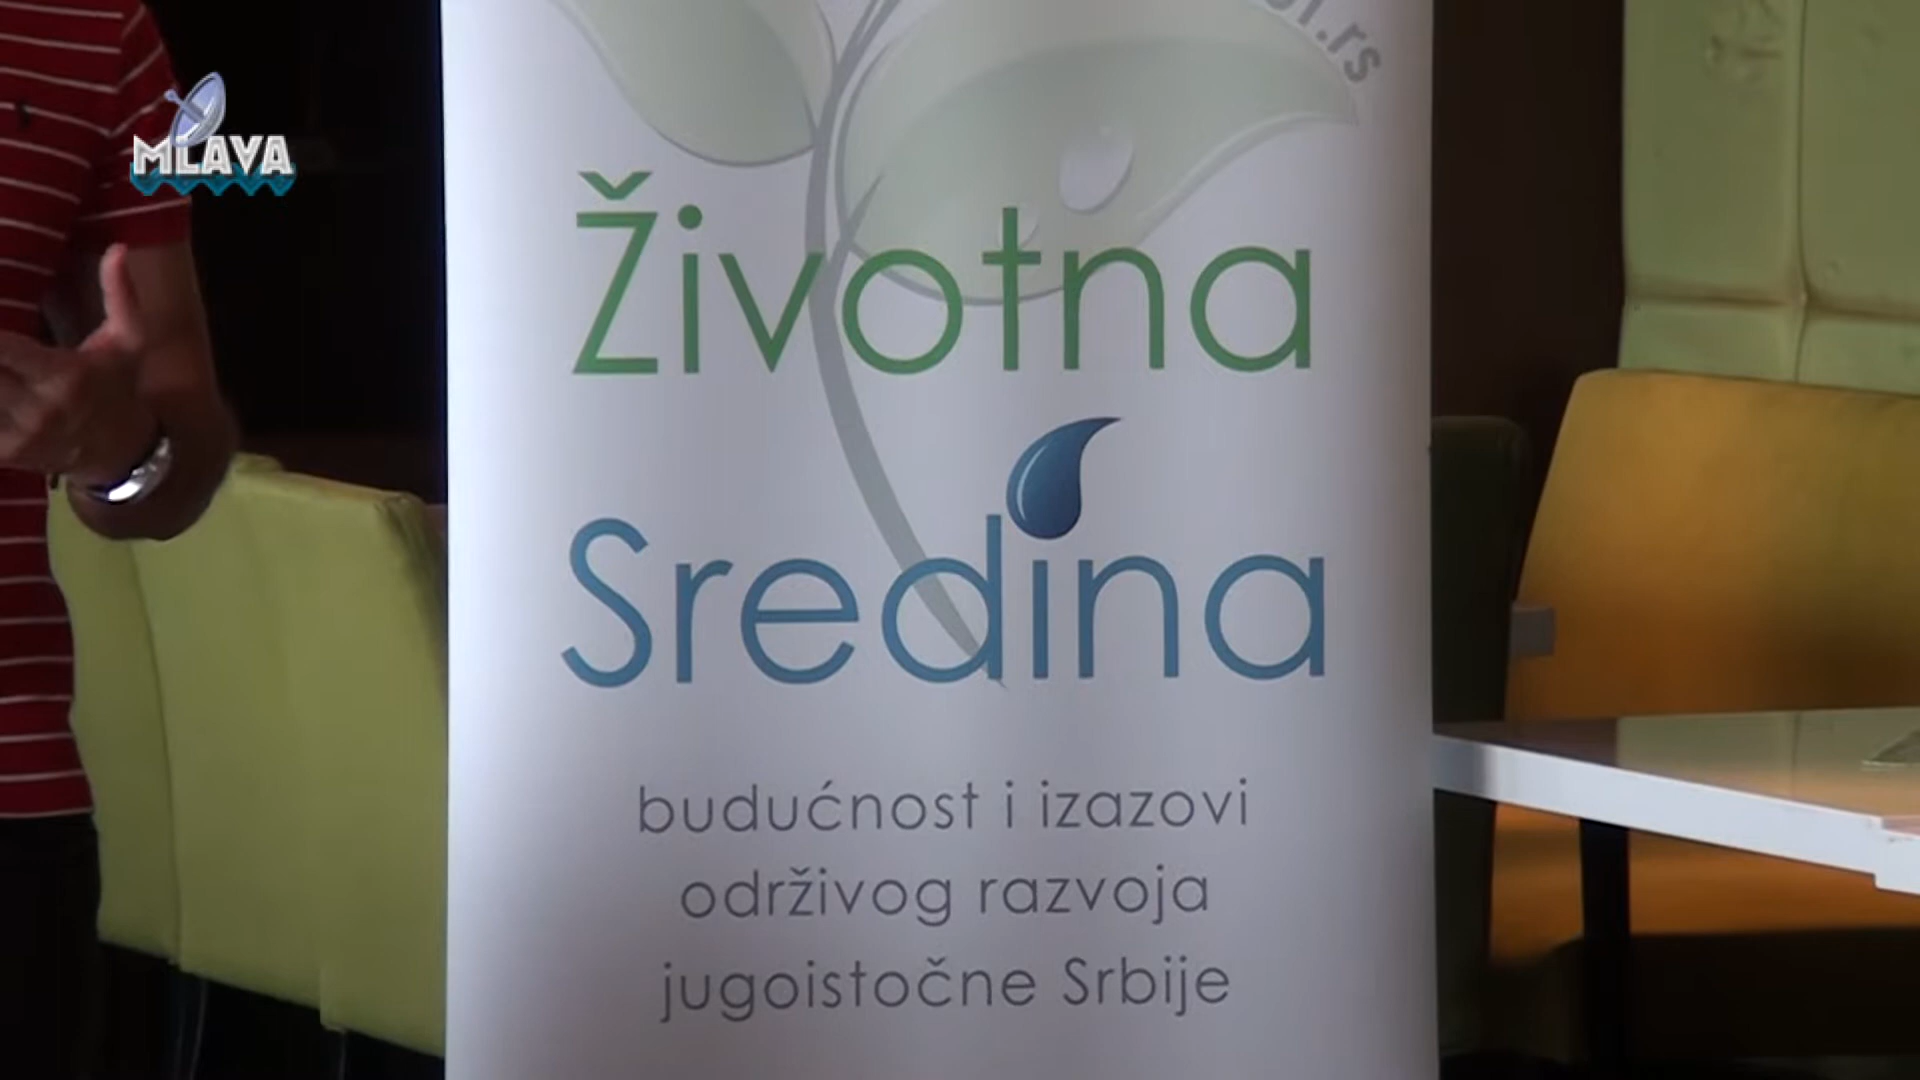 MLAVA
Životna
Sredina
budućnost i izazovi
održivog razvoja
jugoistočne Srbije